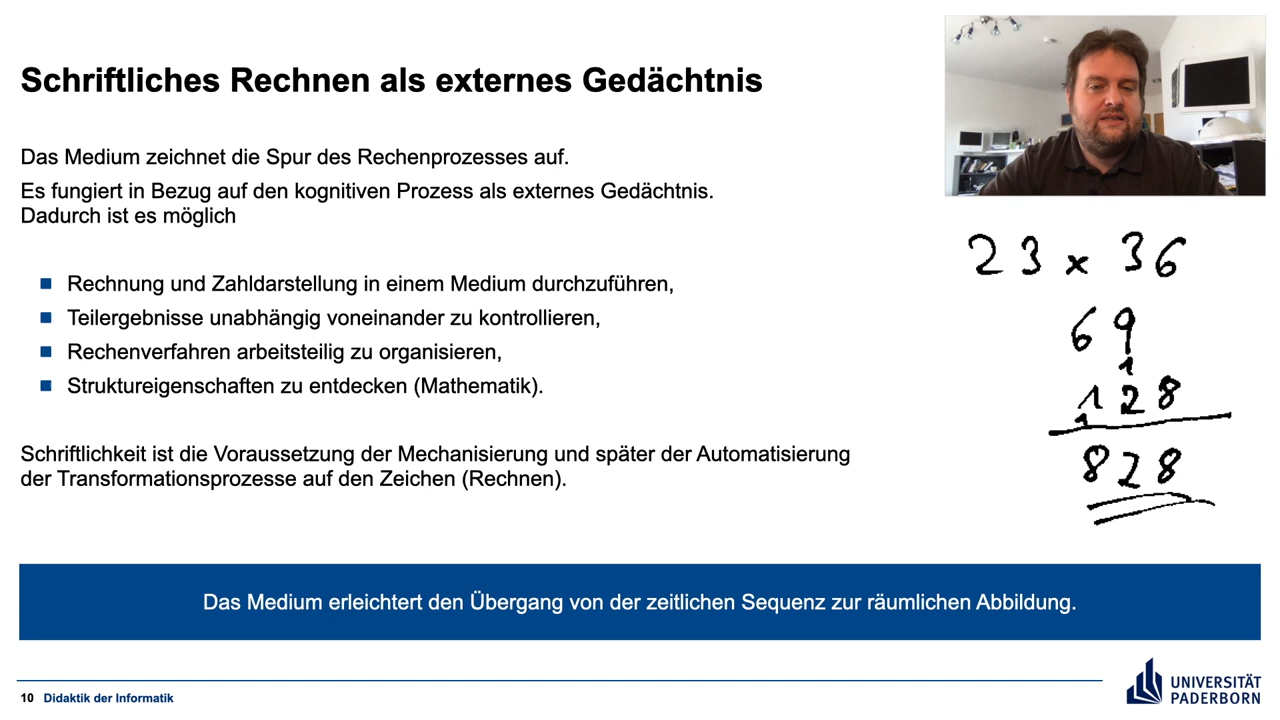 Schriftliches Rechnen als externes Gedächtnis
Das Medium zeichnet die Spur des Rechenprozesses auf.
Es fungiert in Bezug auf den kognitiven Prozess als externes Gedächtnis.
Dadurch ist es möglich
Rechnung und Zahldarstellung in einem Medium durchzuführen,
Teilergebnisse unabhängig voneinander zu kontrollieren,
Rechenverfahren arbeitsteilig zu organisieren,
Struktureigenschaften zu entdecken (Mathematik).
Schriftlichkeit ist die Voraussetzung der Mechanisierung und später der Automatisierung
der Transformationsprozesse auf den Zeichen (Rechnen).
23 x 36
69
1
128
1
828
Das Medium erleichtert den Übergang von der zeitlichen Sequenz zur räumlichen Abbildung.
10 Didaktik der Informatik
UNIVERSITÄT
PADERBORN